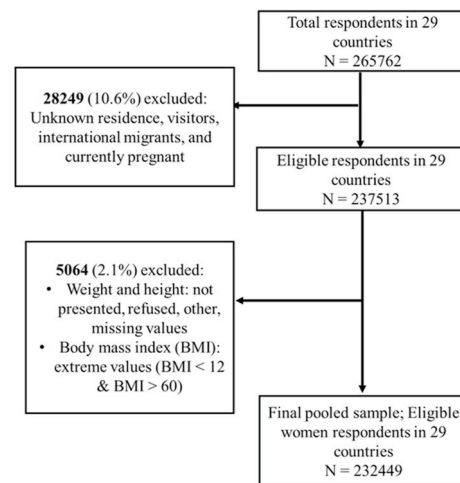 Total respondents in 29
countries
N = 265762
28249 (10.6%) excluded:
Unknown residence, visitors,
international migrants, and
currently pregnant
Eligible respondents in 29
countries
N = 237513
5064 (2.1%) excluded:
• Weight and height: not
presented, refused, other,
missing values
• Body mass index (BMI):
extreme values (BMI < 12
& BMI > 60)
Final pooled sample; Eligible
women respondents in 29
countries
N = 232449